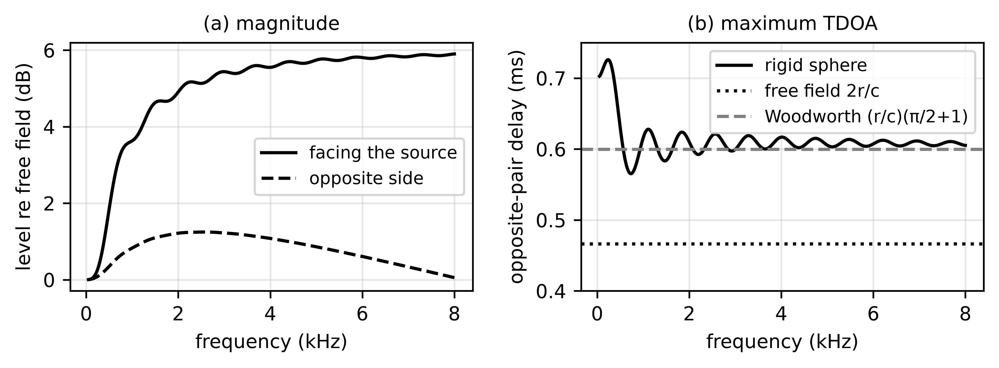 (a) magnitude
level re free field (dB)
6
4
2
0
facing the source
opposite side
0 2 4 6 8
frequency (kHz)
(b) maximum TDOA
opposite-pair delay (ms)
0.7
0.6
0.5
0.4
rigid sphere
free field 2r/c
Woodworth (r/c)(π/2+1)
0 2 4 6 8
frequency (kHz)